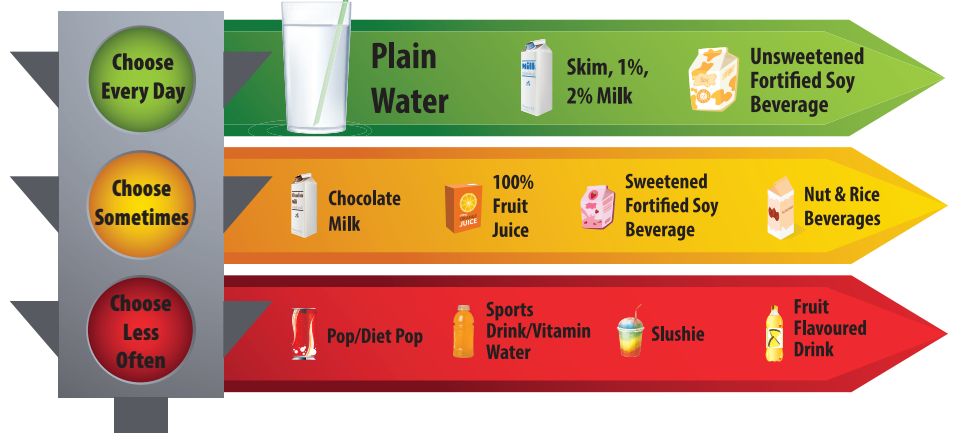 Choose
Every Day
Plain
Water
Milk
Skim, 1%,
2% Milk
Unsweetened
Fortified Soy
Beverage
Choose
Sometimes
Chocolate
Milk
JUICE
100%
Fruit
Juice
Sweetened
Fortified Soy
Beverage
Nut & Rice
Beverages
Choose
Less
Often
Pop/Diet Pop
Sports
Drink/Vitamin
Water
Slushie
Fruit
Flavoured
Drink